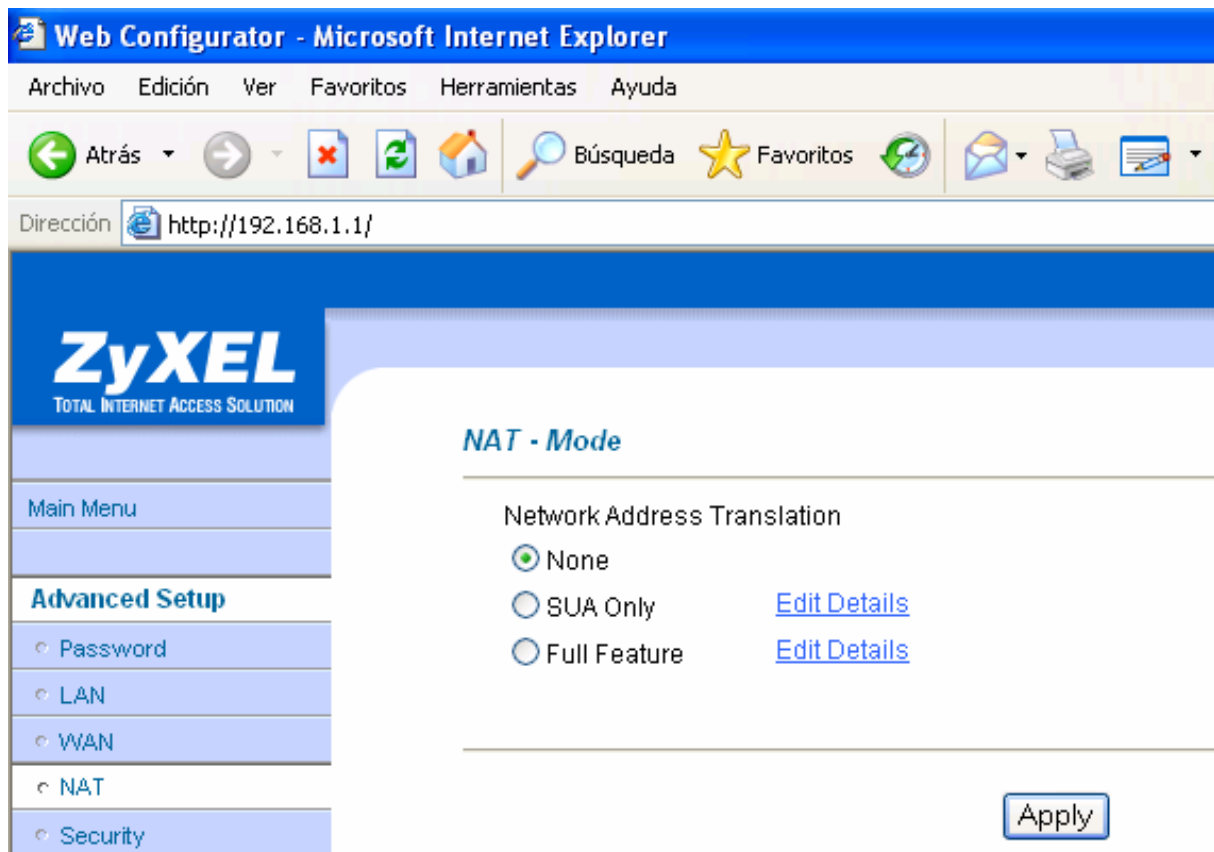 Web Configurator - Microsoft Internet Explorer
Archivo Edición Ver Favoritos Herramientas Ayuda
Atrás Búsqueda Favoritos
Dirección http://192.168.1.1/
ZyXEL
TOTAL INTERNET ACCESS SOLUTION
NAT - Mode
Main Menu
Network Address Translation
None
Advanced Setup
SUA Only Edit Details
Password
Full Feature Edit Details
LAN
WAN
NAT
Apply
Security